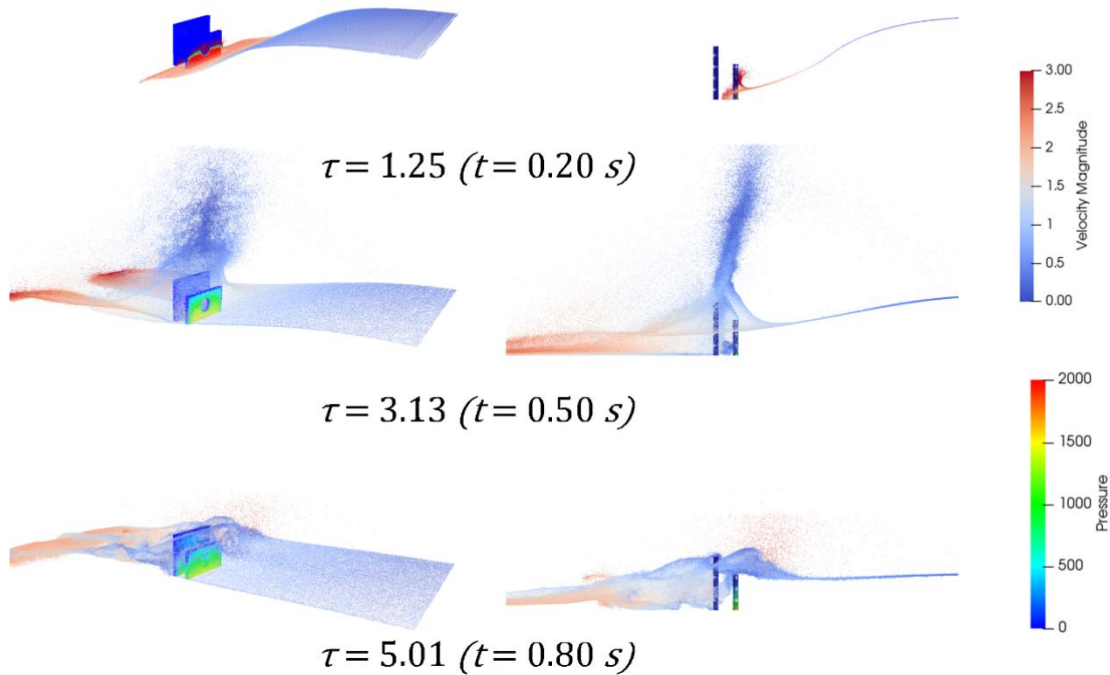 τ = 1.25 (t = 0.20 s)
τ = 3.13 (t = 0.50 s)
τ = 5.01 (t = 0.80 s)
3.00
2.5
2.0
1.5
1
0.5
0.00
Velocity Magnitude
2000
1500
1000
500
0
Pressure